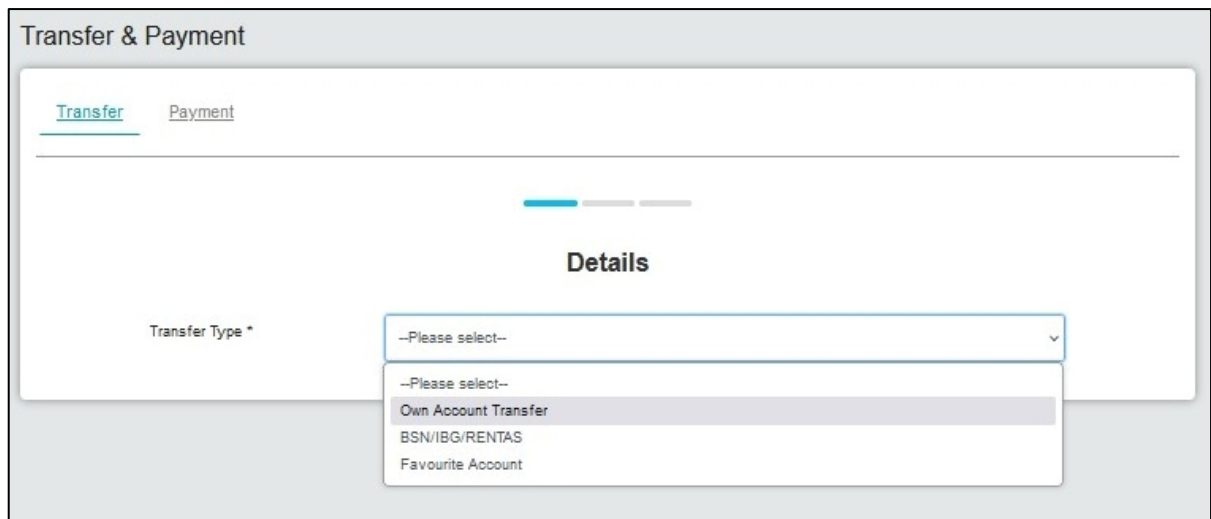 Transfer & Payment
Transfer Payment
Details
Transfer Type *
--Please select--
--Please select--
Own Account Transfer
BSN/IBG/RENTAS
Favourite Account